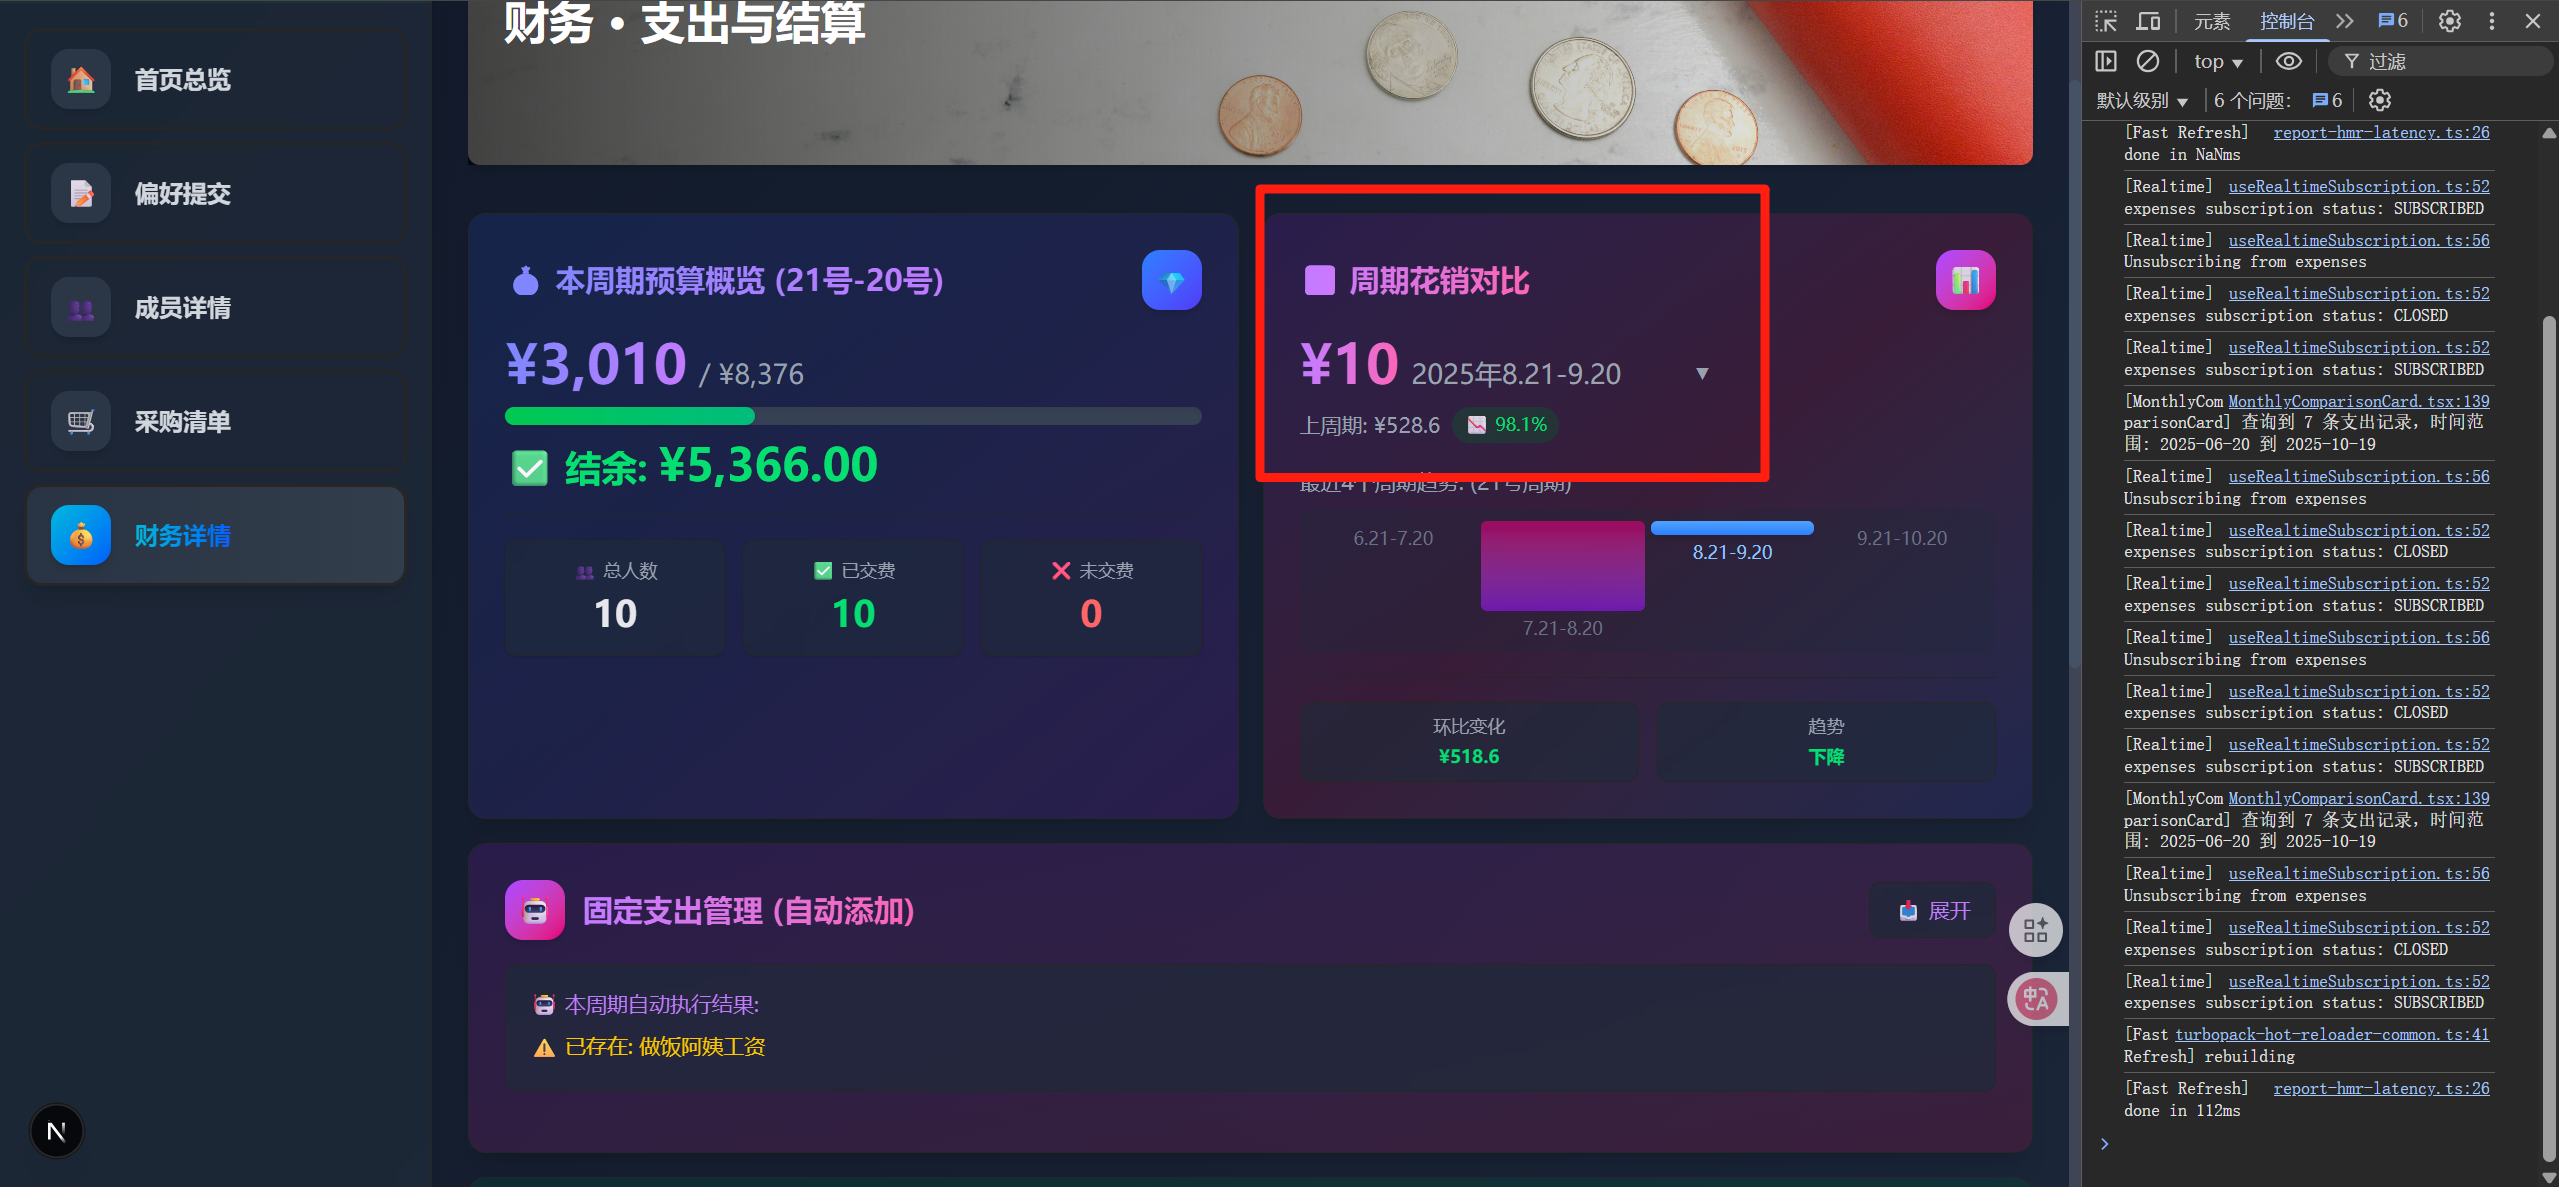 首页总览
偏好提交
成员详情
采购清单
财务详情
N
财务 • 支出与结算
本周期预算概览 (21号-20号)
¥3,010 / ¥8,376
结余: ¥5,366.00
总人数
10
已交费
10
未交费
0
周期花销对比
¥10 2025年8.21-9.20 ▼
上周期: ¥528.6 98.1%
最近4个周期趋势: (21号周期)
6.21-7.20
7.21-8.20
8.21-9.20
9.21-10.20
环比变化
¥518.6
趋势
下降
固定支出管理 (自动添加)
展开
本周期自动执行结果:
已存在: 做饭阿姨工资
中A
元素 控制台 6
top ▼ 过滤
默认级别 ▼ 6 个问题: 6
[Fast Refresh] report-hmr-latency.ts:26
done in NaNms
[Realtime] useRealtimeSubscription.ts:52
expenses subscription status: SUBSCRIBED
[Realtime] useRealtimeSubscription.ts:56
Unsubscribing from expenses
[Realtime] useRealtimeSubscription.ts:52
expenses subscription status: CLOSED
[Realtime] useRealtimeSubscription.ts:52
expenses subscription status: SUBSCRIBED
[MonthlyCom MonthlyComparisonCard.tsx:139
parisonCard] 查询到 7 条支出记录，时间范
围: 2025-06-20 到 2025-10-19
[Realtime] useRealtimeSubscription.ts:56
Unsubscribing from expenses
[Realtime] useRealtimeSubscription.ts:52
expenses subscription status: CLOSED
[Realtime] useRealtimeSubscription.ts:52
expenses subscription status: SUBSCRIBED
[Realtime] useRealtimeSubscription.ts:56
Unsubscribing from expenses
[Realtime] useRealtimeSubscription.ts:52
expenses subscription status: CLOSED
[Realtime] useRealtimeSubscription.ts:52
expenses subscription status: SUBSCRIBED
[MonthlyCom MonthlyComparisonCard.tsx:139
parisonCard] 查询到 7 条支出记录，时间范
围: 2025-06-20 到 2025-10-19
[Realtime] useRealtimeSubscription.ts:56
Unsubscribing from expenses
[Realtime] useRealtimeSubscription.ts:52
expenses subscription status: CLOSED
[Realtime] useRealtimeSubscription.ts:52
expenses subscription status: SUBSCRIBED
[Fast turbopack-hot-reloader-common.ts:41
Refresh] rebuilding
[Fast Refresh] report-hmr-latency.ts:26
done in 112ms